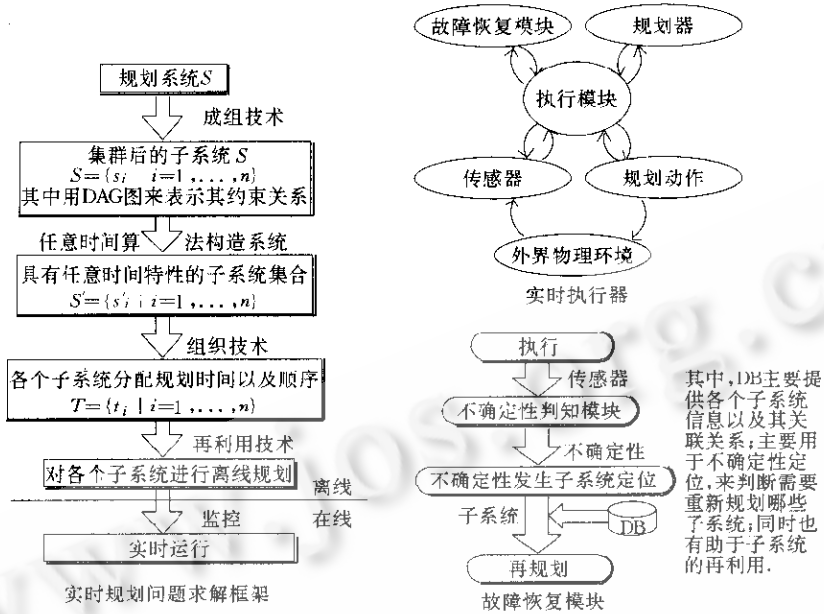 规划系统S
成组技术
集群后的子系统 S
S={s_i i=1,...,n}
其中用DAG图来表示其约束关系
任意时间算 法构造系统
具有任意时间特性的子系统集合
S'={s'_i | i=1,...,n}
组织技术
各个子系统分配规划时间以及顺序
T={t_i | i=1,...,n}
再利用技术
对各个子系统进行离线规划
离线
监控 在线
实时运行
实时规划问题求解框架
故障恢复模块
规划器
执行模块
传感器
规划动作
外界物理环境
实时执行器
执行
传感器
不确定性判知模块
不确定性
不确定性发生子系统定位
子系统
DB
再规划
故障恢复模块
其中,DB主要提
供各个子系统
信息以及其关
联关系;主要用
于不确定性定
位,来判断需要
重新规划哪些
子系统;同时也
有助于子系统
的再利用.
www.jos.org.c